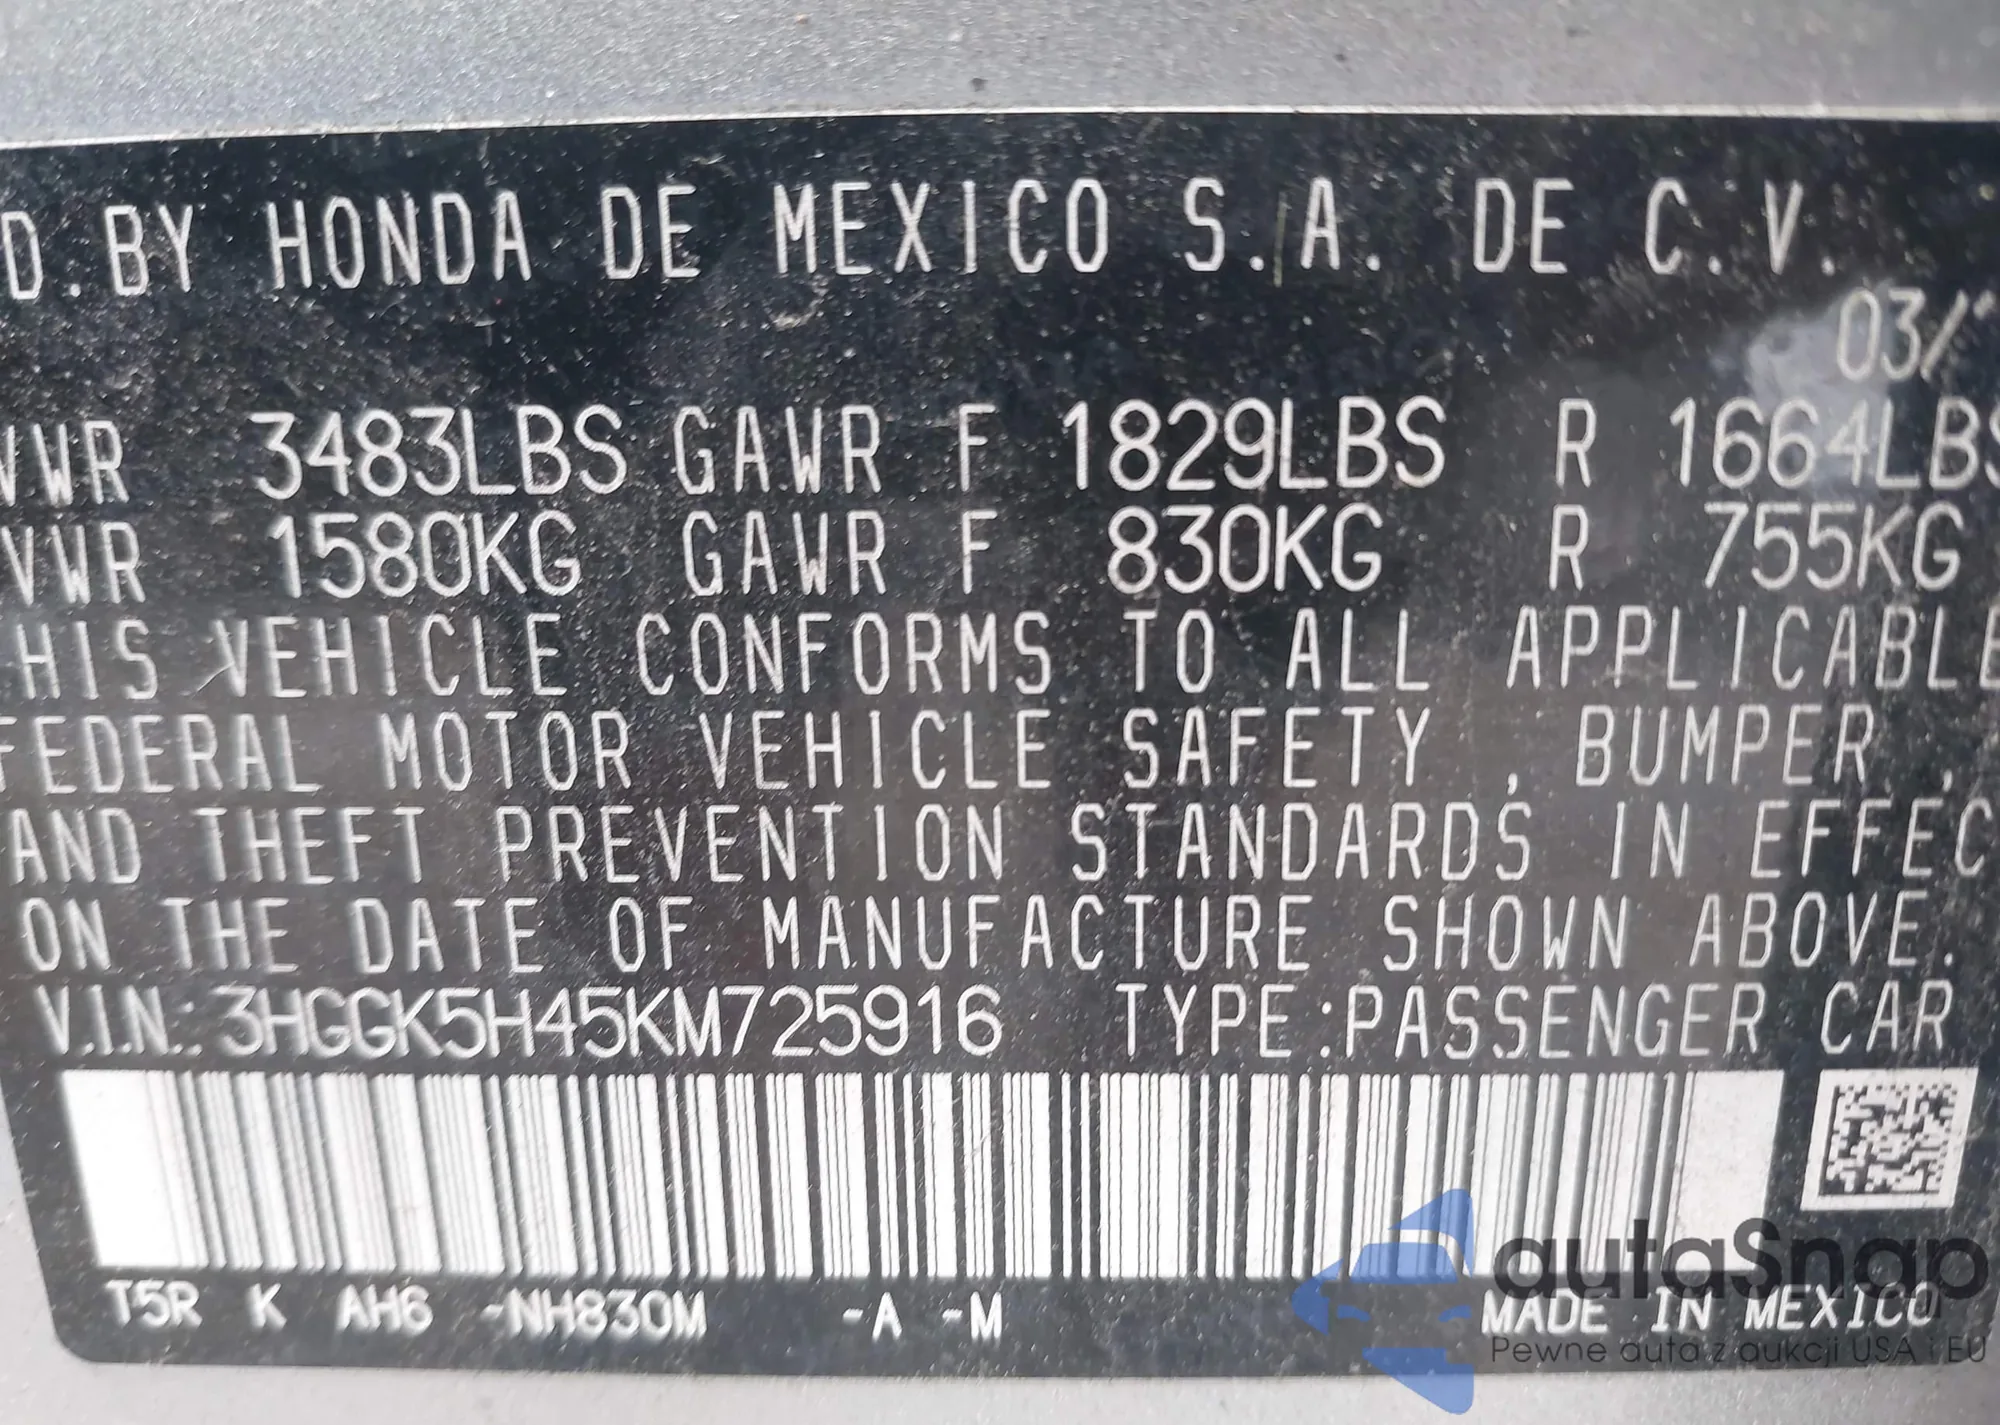 D. BY HONDA DE MEXICO S.A. DE C.V.
03/
VWR 3483LBS GAWR F 1829LBS R 1664LBS
VWR 1580KG GAWR F 830KG R 755KG
HIS VEHICLE CONFORMS TO ALL APPLICABLE
FEDERAL MOTOR VEHICLE SAFETY, BUMPER,
AND THEFT PREVENTION STANDARDS IN EFFEC
ON THE DATE OF MANUFACTURE SHOWN ABOVE.
V.I.N.: 3HGGK5H45KM725916 TYPE:PASSENGER CAR
T5R K AH6 -NH830M -A -M MADE IN MEXICO
autaSnap
Pewne auta z aukcji USA i EU